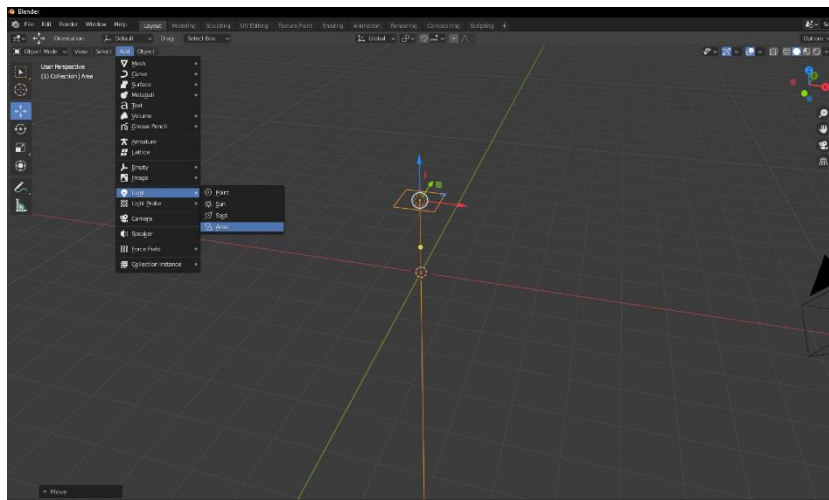 Blender
File Edit Render Window Help Layout Modeling Sculpting UV Editing Texture Paint Shading Animation Rendering Compositing Scripting +
Orientation: Default Drag: Select Box Global Options
Object Mode View Select Add Object
User Perspective
(1) Collection | Area
Mesh
Curve
Surface
Metaball
Text
Volume
Grease Pencil
Armature
Lattice
Empty
Image
Light
Light Probe
Camera
Speaker
Force Field
Collection Instance
Point
Sun
Spot
Area
Move